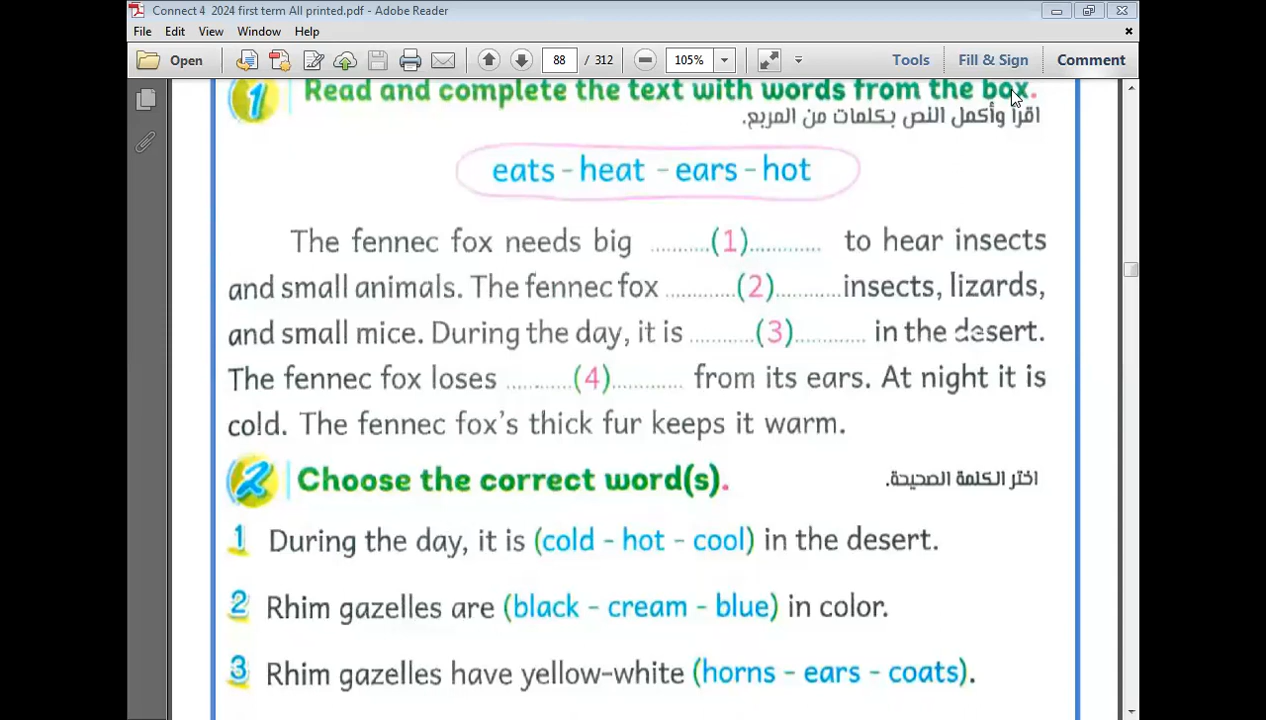 Connect 4 2024 first term All printed.pdf - Adobe Reader
File Edit View Window Help
Open 88 / 312 105% Tools Fill & Sign Comment
1 Read and complete the text with words from the box.
اقرأ وأكمل النص بكلمات من المربع.
eats - heat - ears - hot
The fennec fox needs big ..........(1)............ to hear insects
and small animals. The fennec fox ............(2)........... insects, lizards,
and small mice. During the day, it is ...........(3)............ in the desert.
The fennec fox loses ...........(4)............ from its ears. At night it is
cold. The fennec fox's thick fur keeps it warm.
2 Choose the correct word(s). اختر الكلمة الصحيحة.
1 During the day, it is (cold - hot - cool) in the desert.
2 Rhim gazelles are (black - cream - blue) in color.
3 Rhim gazelles have yellow-white (horns - ears - coats).